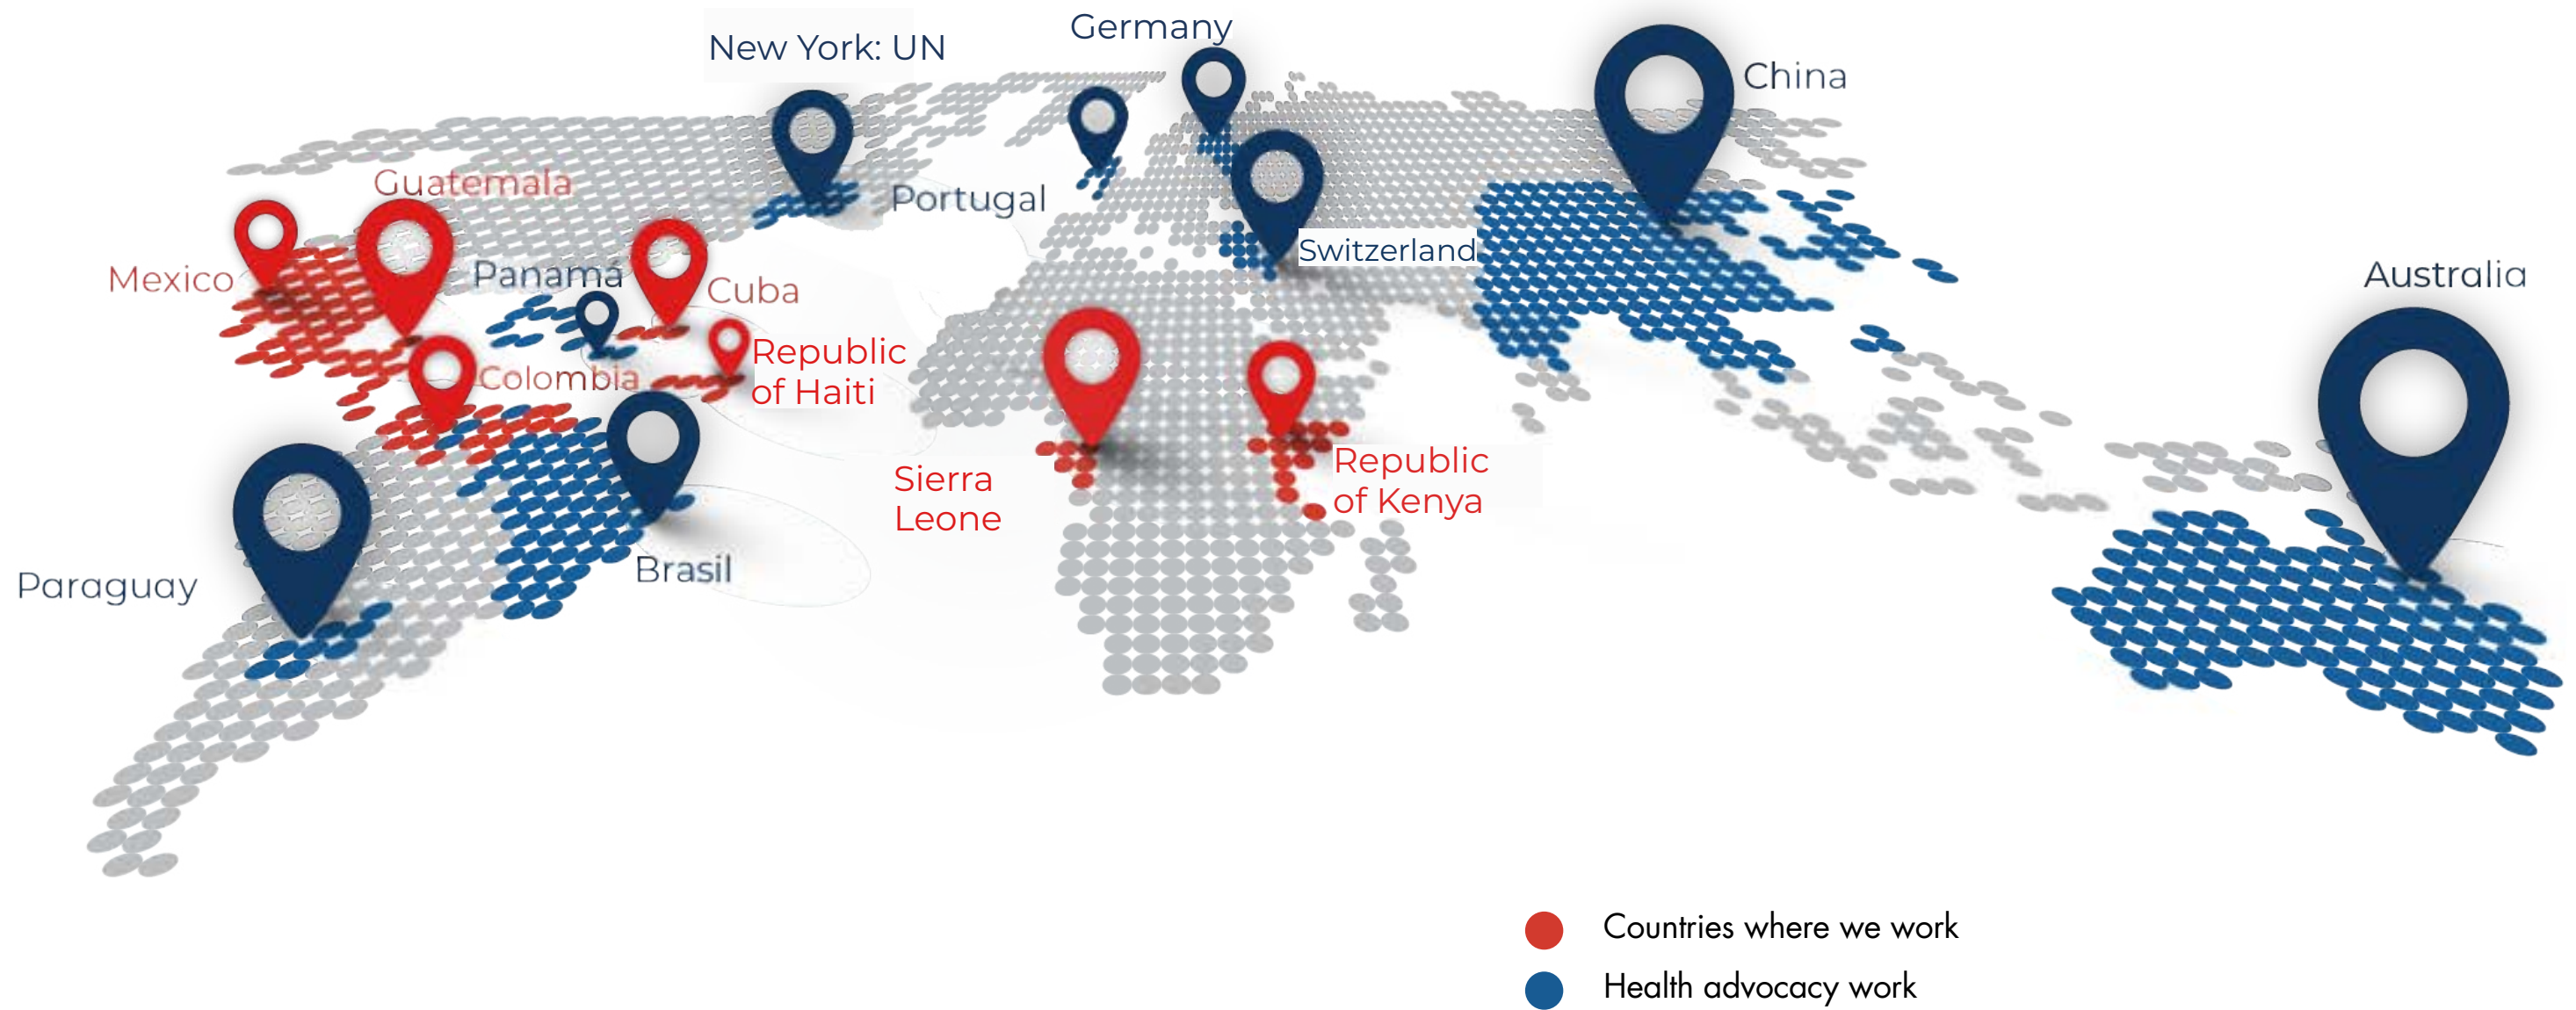 Germany
New York: UN
China
Guatemala
Portugal
Switzerland
Mexico
Panamá
Cuba
Australia
Republic
of Haiti
Colombia
Sierra
Leone
Republic
of Kenya
Paraguay
Brasil
Countries where we work
Health advocacy work